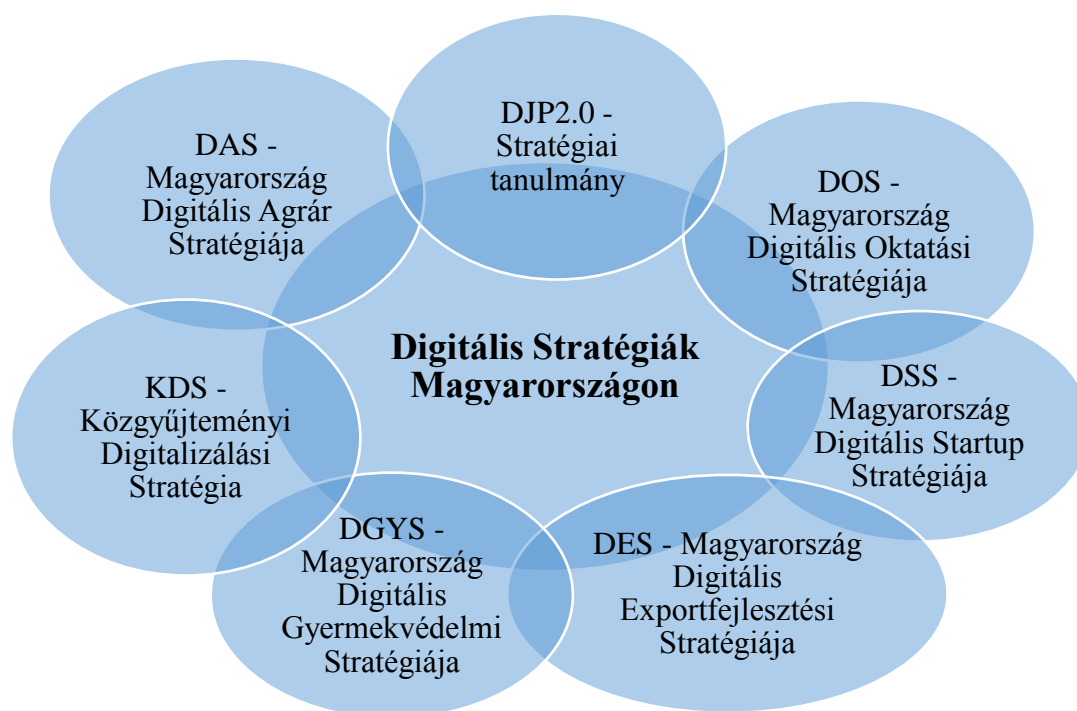 DJP2.0 -
Stratégiai
tanulmány
DOS -
Magyarország
Digitális Oktatási
Stratégiája
DSS -
Magyarország
Digitális Startup
Stratégiája
DES - Magyarország
Digitális
Exportfejlesztési
Stratégiája
DGYS -
Magyarország
Digitális
Gyermekvédelmi
Stratégiája
KDS -
Közgyűjteményi
Digitalizálási
Stratégia
DAS -
Magyarország
Digitális Agrár
Stratégiája
Digitális Stratégiák
Magyarországon